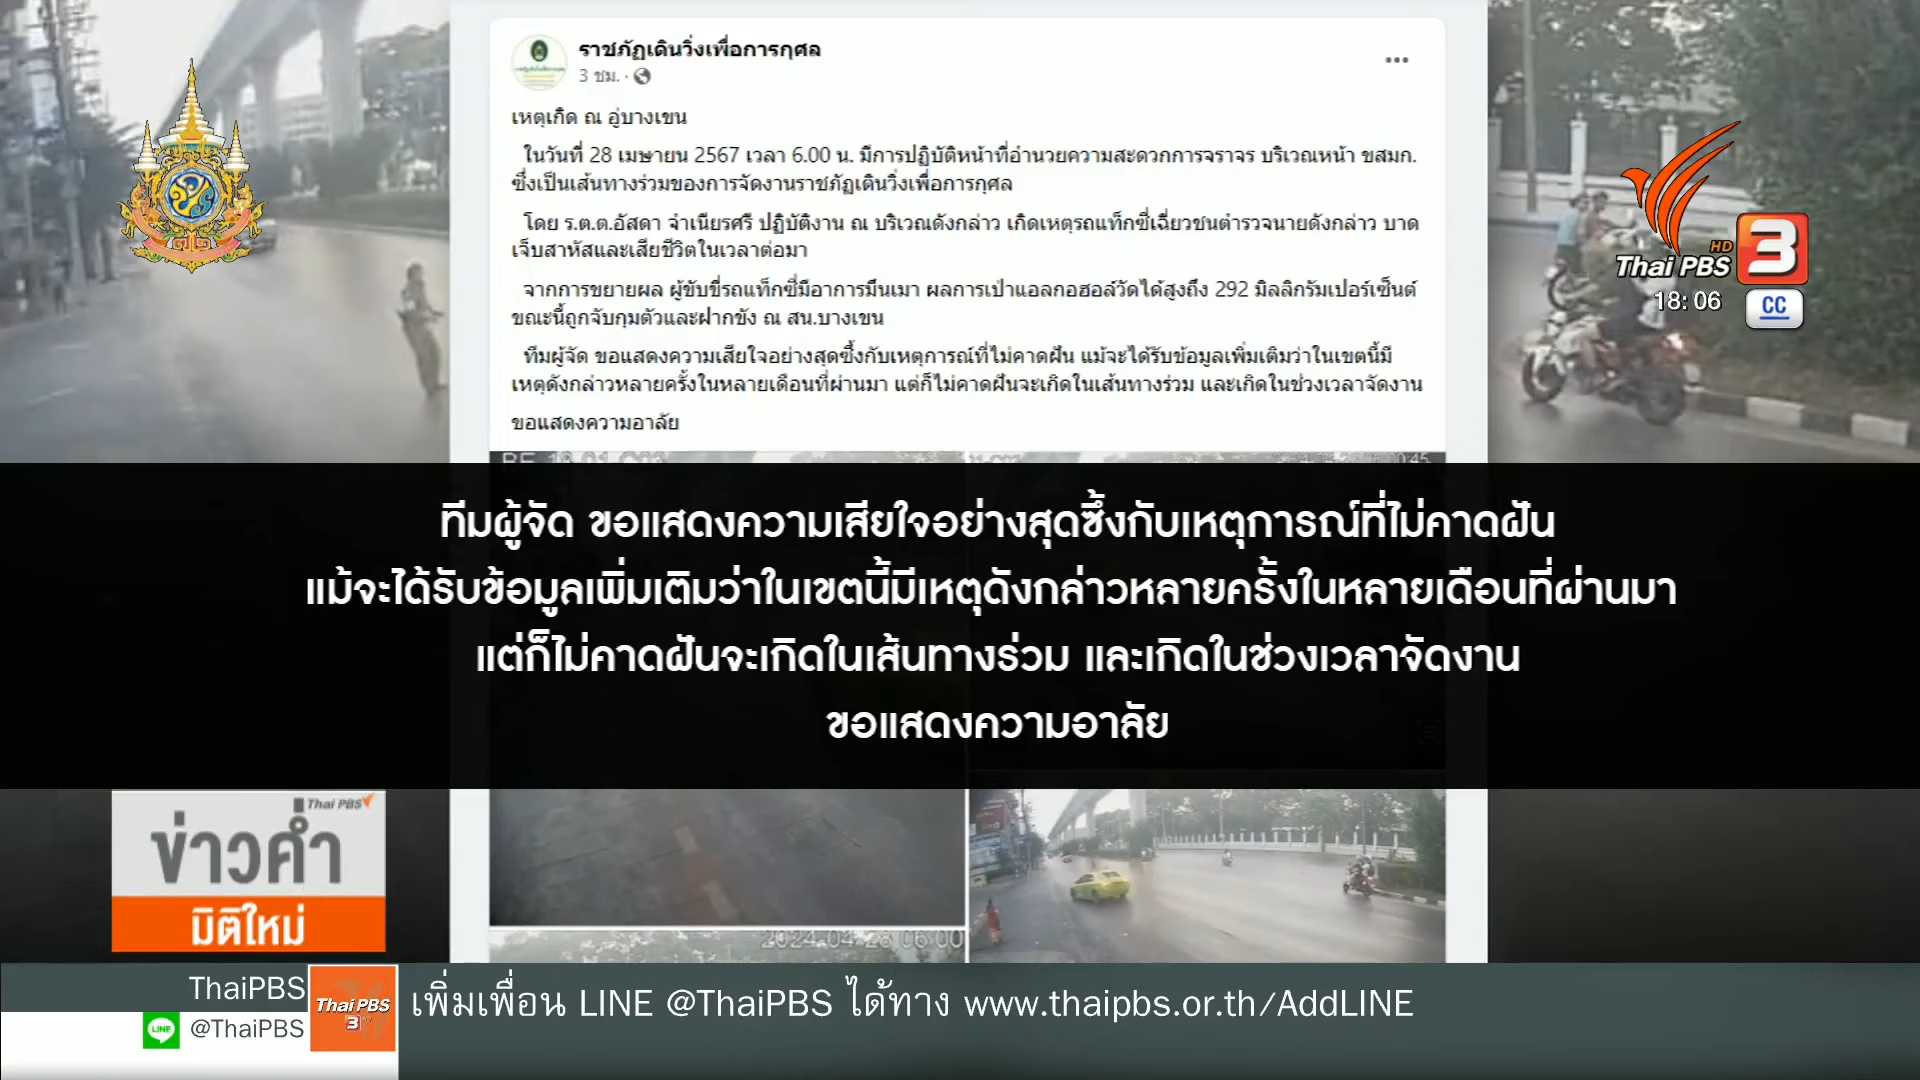 ราชภัฏเดินวิ่งเพื่อการกุศล
3 ชม.
เหตุเกิด ณ อู่บางเขน
ในวันที่ 28 เมษายน 2567 เวลา 6.00 น. มีการปฏิบัติหน้าที่อำนวยความสะดวกการจราจร บริเวณหน้า ขสมก.
ซึ่งเป็นเส้นทางร่วมของการจัดงานราชภัฏเดินวิ่งเพื่อการกุศล
โดย ร.ต.ต.อัสดา จำเนียรศรี ปฏิบัติงาน ณ บริเวณดังกล่าว เกิดเหตุรถแท็กซี่เฉี่ยวชนตำรวจนายดังกล่าว บาด
เจ็บสาหัสและเสียชีวิตในเวลาต่อมา
จากการขยายผล ผู้ขับขี่รถแท็กซี่มีอาการมึนเมา ผลการเป่าแอลกอฮอล์วัดได้สูงถึง 292 มิลลิกรัมเปอร์เซ็นต์
ขณะนี้ถูกจับกุมตัวและฝากขัง ณ สน.บางเขน
ทีมผู้จัด ขอแสดงความเสียใจอย่างสุดซึ้งกับเหตุการณ์ที่ไม่คาดฝัน แม้จะได้รับข้อมูลเพิ่มเติมว่าในเขตนี้มี
เหตุดังกล่าวหลายครั้งในหลายเดือนที่ผ่านมา แต่ก็ไม่คาดฝันจะเกิดในเส้นทางร่วม และเกิดในช่วงเวลาจัดงาน
ขอแสดงความอาลัย
HD
Thai PBS 3
18:06 CC
ทีมผู้จัด ขอแสดงความเสียใจอย่างสุดซึ้งกับเหตุการณ์ที่ไม่คาดฝัน
แม้จะได้รับข้อมูลเพิ่มเติมว่าในเขตนี้มีเหตุดังกล่าวหลายครั้งในหลายเดือนที่ผ่านมา
แต่ก็ไม่คาดฝันจะเกิดในเส้นทางร่วม และเกิดในช่วงเวลาจัดงาน
ขอแสดงความอาลัย
Thai PBS
ข่าวค่ำ
มิติใหม่
2024-04-28 06:00
ThaiPBS
LINE @ThaiPBS
Thai PBS
3
เพิ่มเพื่อน LINE @ThaiPBS ได้ทาง www.thaipbs.or.th/AddLINE